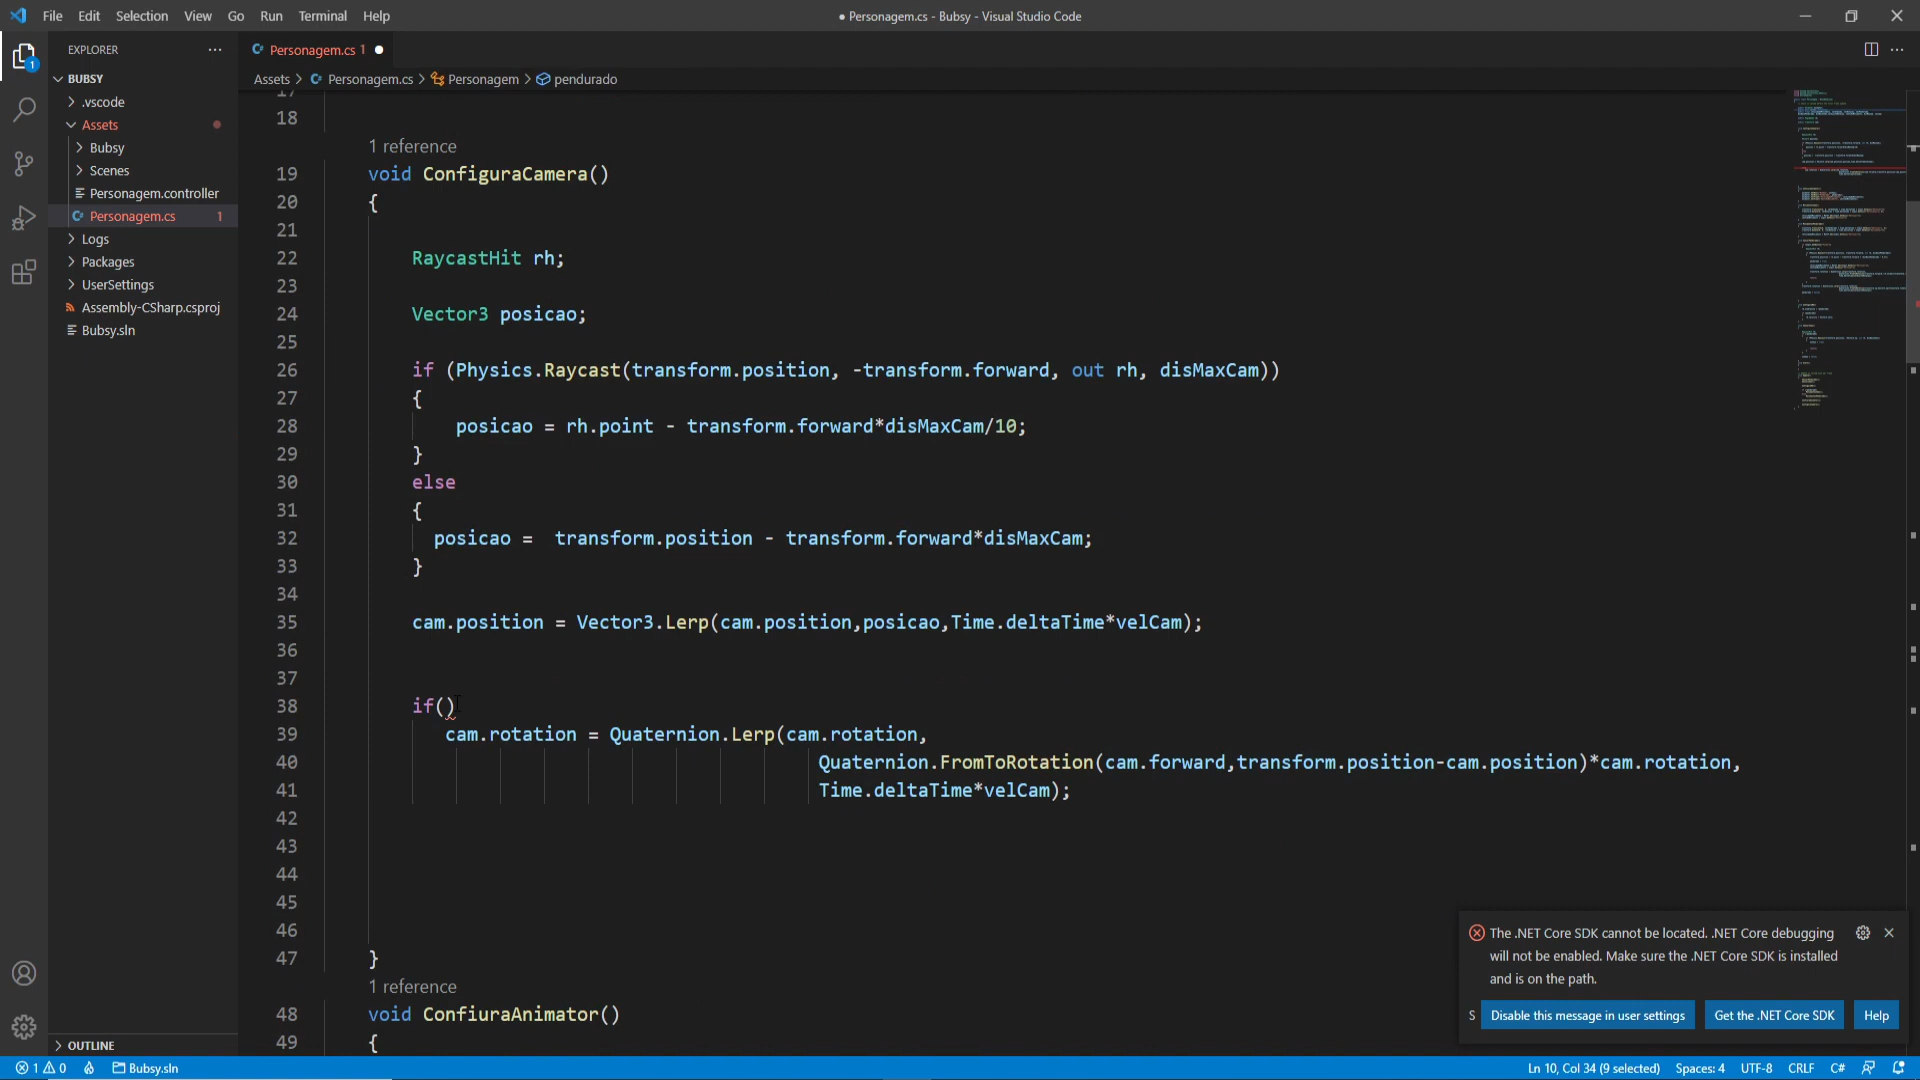 File Edit Selection View Go Run Terminal Help
● Personagem.cs - Bubsy - Visual Studio Code
EXPLORER
Personagem.cs 1
BUBSY
Assets > Personagem.cs > Personagem > pendurado
.vscode
Assets
Bubsy
Scenes
Personagem.controller
Personagem.cs 1
Logs
Packages
UserSettings
Assembly-CSharp.csproj
Bubsy.sln
OUTLINE
17
18
1 reference
19 void ConfiguraCamera()
20 {
21
22 RaycastHit rh;
23
24 Vector3 posicao;
25
26 if (Physics.Raycast(transform.position, -transform.forward, out rh, disMaxCam))
27 {
28 posicao = rh.point - transform.forward*disMaxCam/10;
29 }
30 else
31 {
32 posicao =  transform.position - transform.forward*disMaxCam;
33 }
34
35 cam.position = Vector3.Lerp(cam.position,posicao,Time.deltaTime*velCam);
36
37
38 if()
39 cam.rotation = Quaternion.Lerp(cam.rotation,
40 Quaternion.FromToRotation(cam.forward,transform.position-cam.position)*cam.rotation,
41 Time.deltaTime*velCam);
42
43
44
45
46
47 }
1 reference
48 void ConfiuraAnimator()
49 {
The .NET Core SDK cannot be located. .NET Core debugging
will not be enabled. Make sure the .NET Core SDK is installed
and is on the path.
S Disable this message in user settings Get the .NET Core SDK Help
1 0 Bubsy.sln Ln 10, Col 34 (9 selected) Spaces: 4 UTF-8 CRLF C#